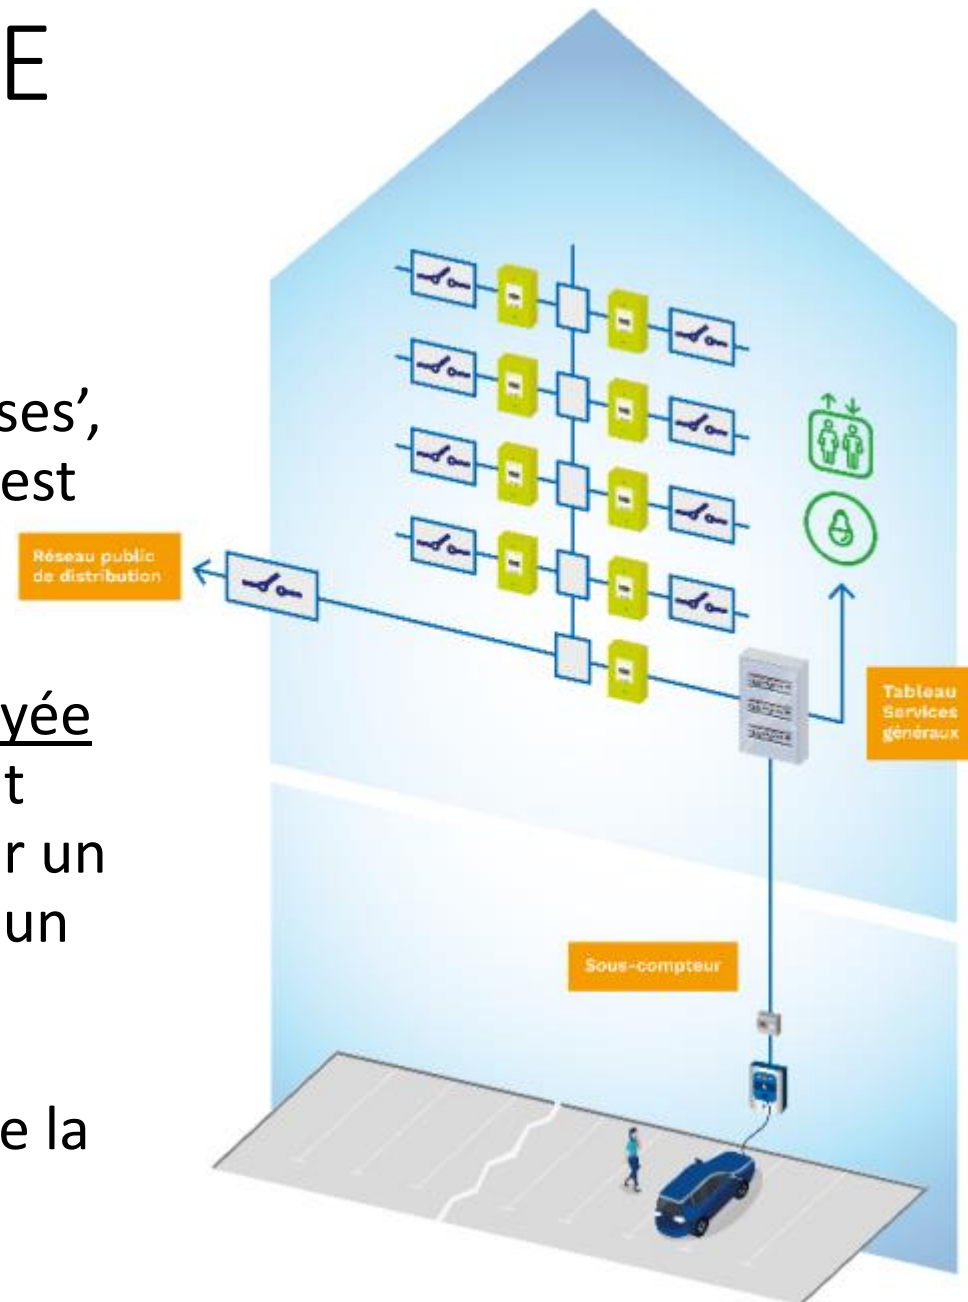 E
ses’,
est
Réseau public
de distribution
yée
t
Tableau
Services
généraux
r un
un
Sous-compteur
e la